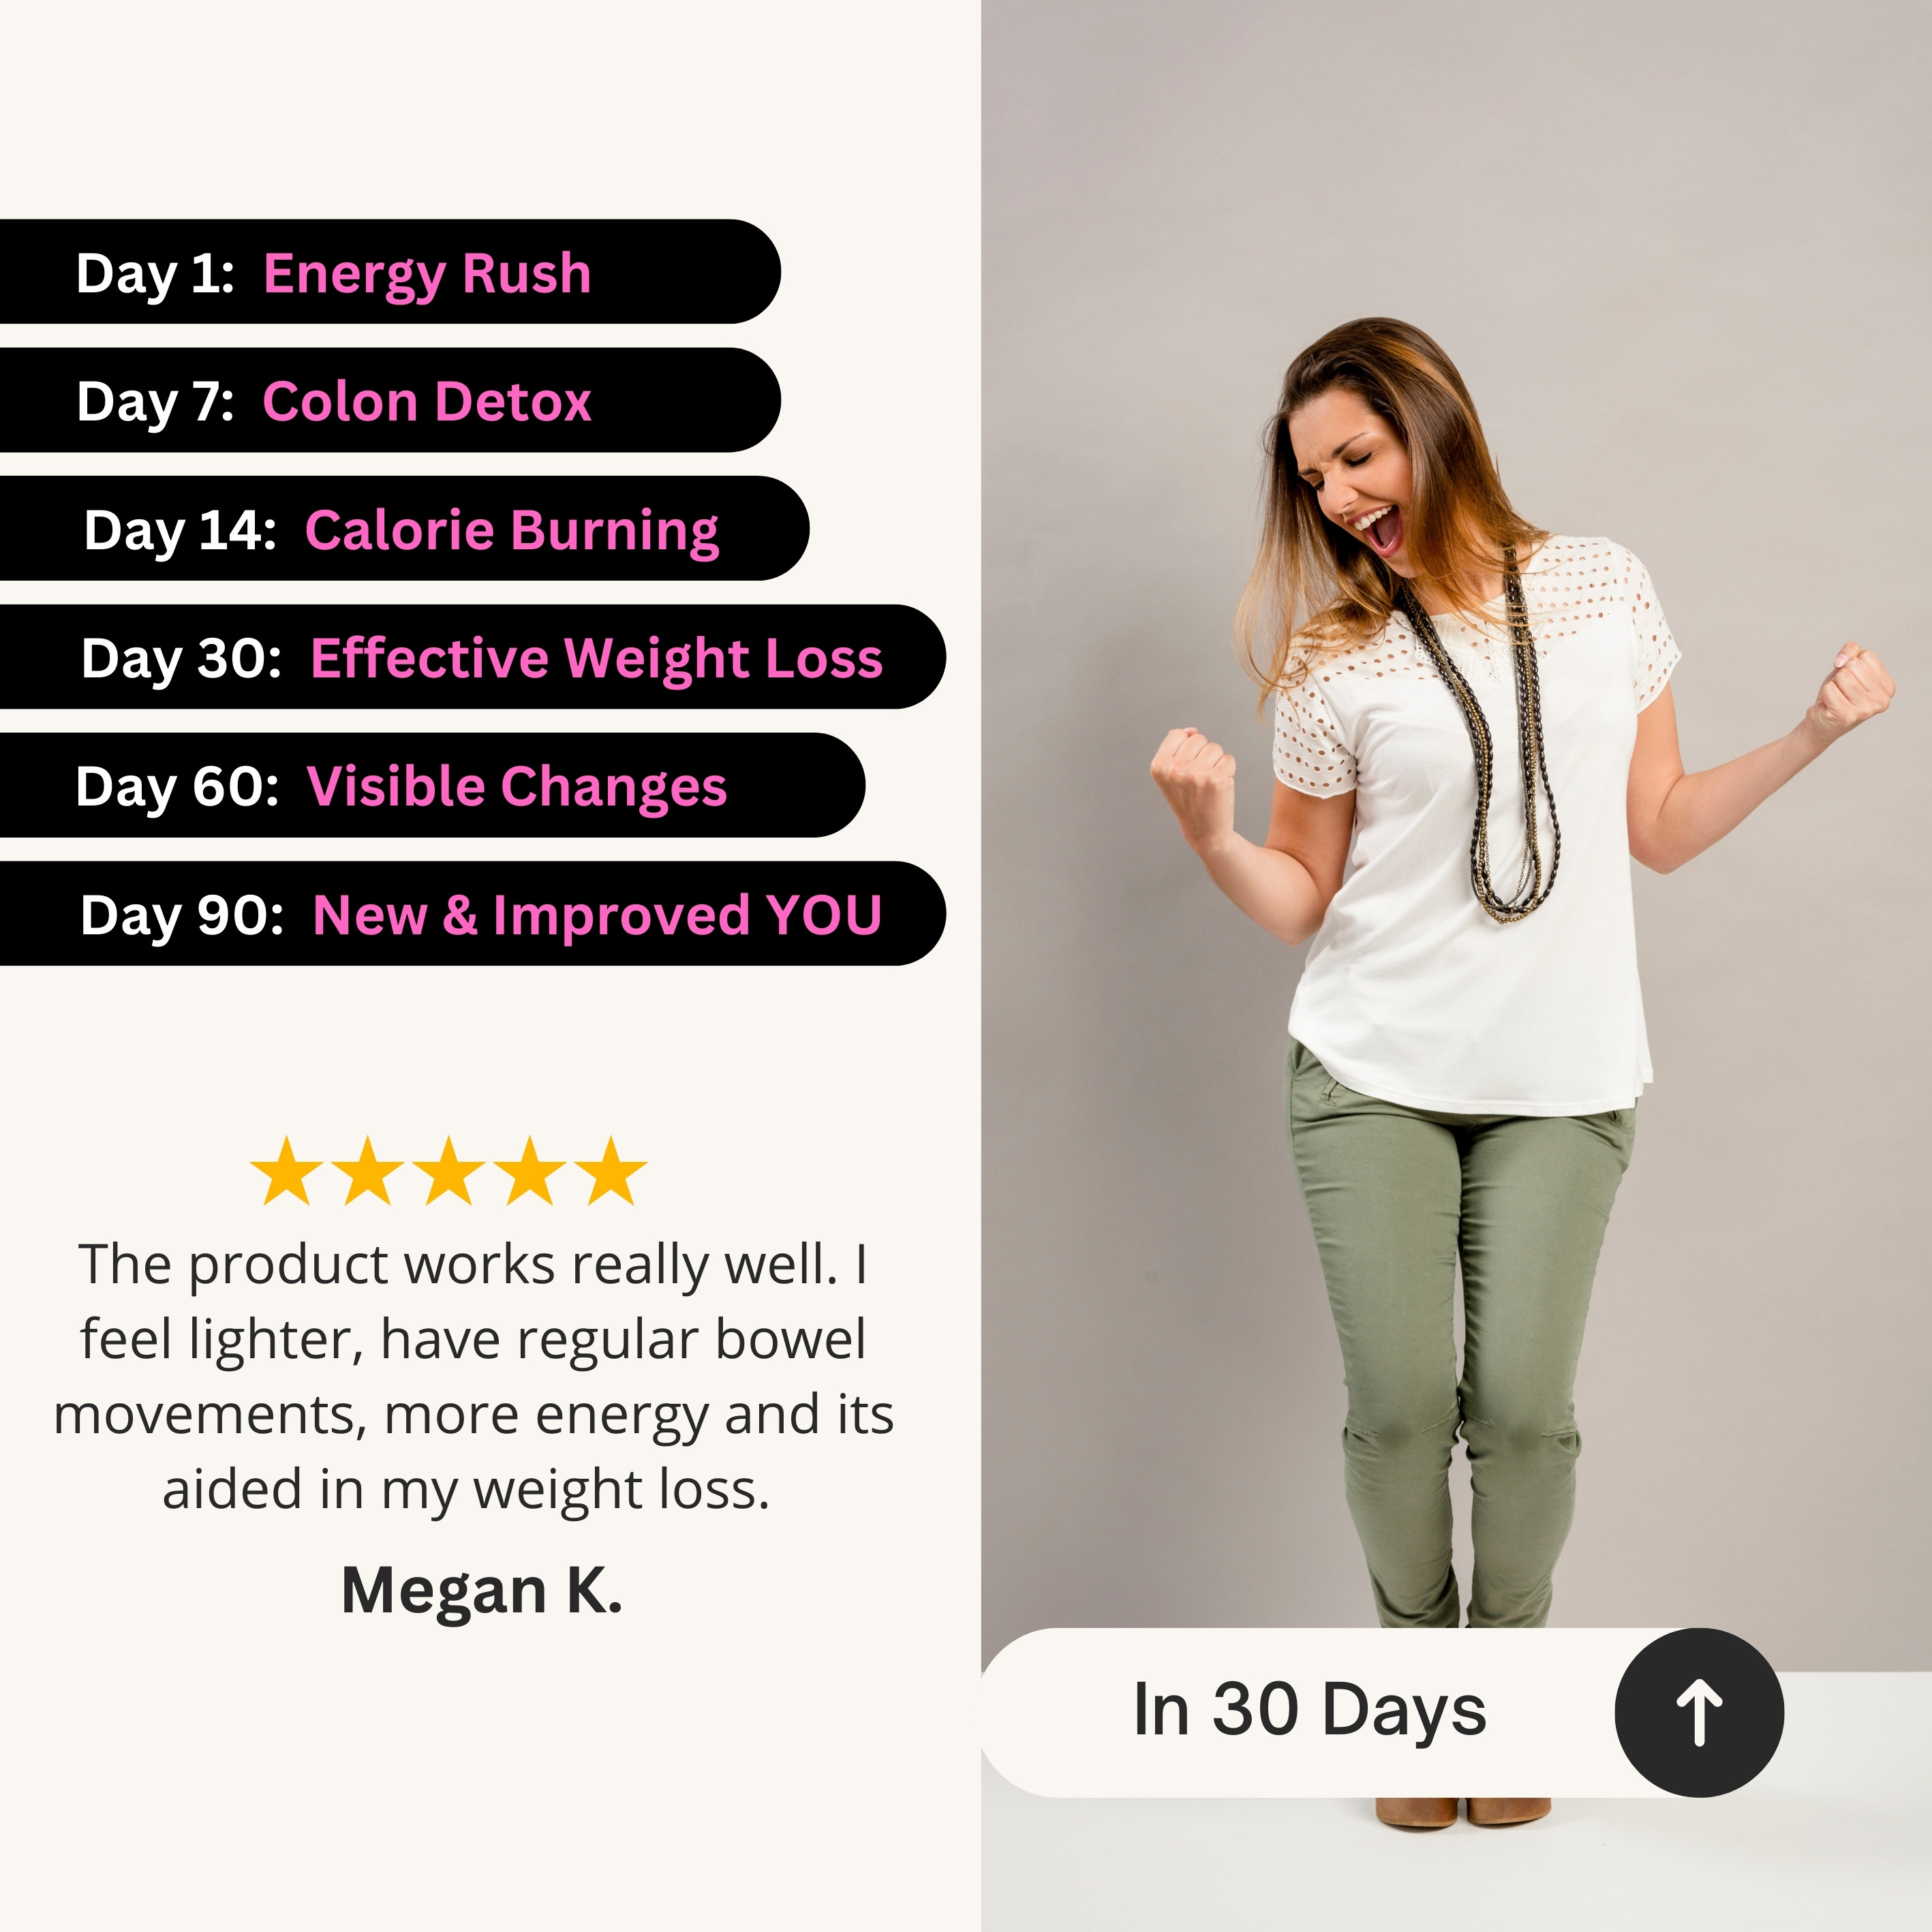 Day 1: Energy Rush
Day 7: Colon Detox
Day 14: Calorie Burning
Day 30: Effective Weight Loss
Day 60: Visible Changes
Day 90: New & Improved YOU
The product works really well. I
feel lighter, have regular bowel
movements, more energy and its
aided in my weight loss.
Megan K.
In 30 Days